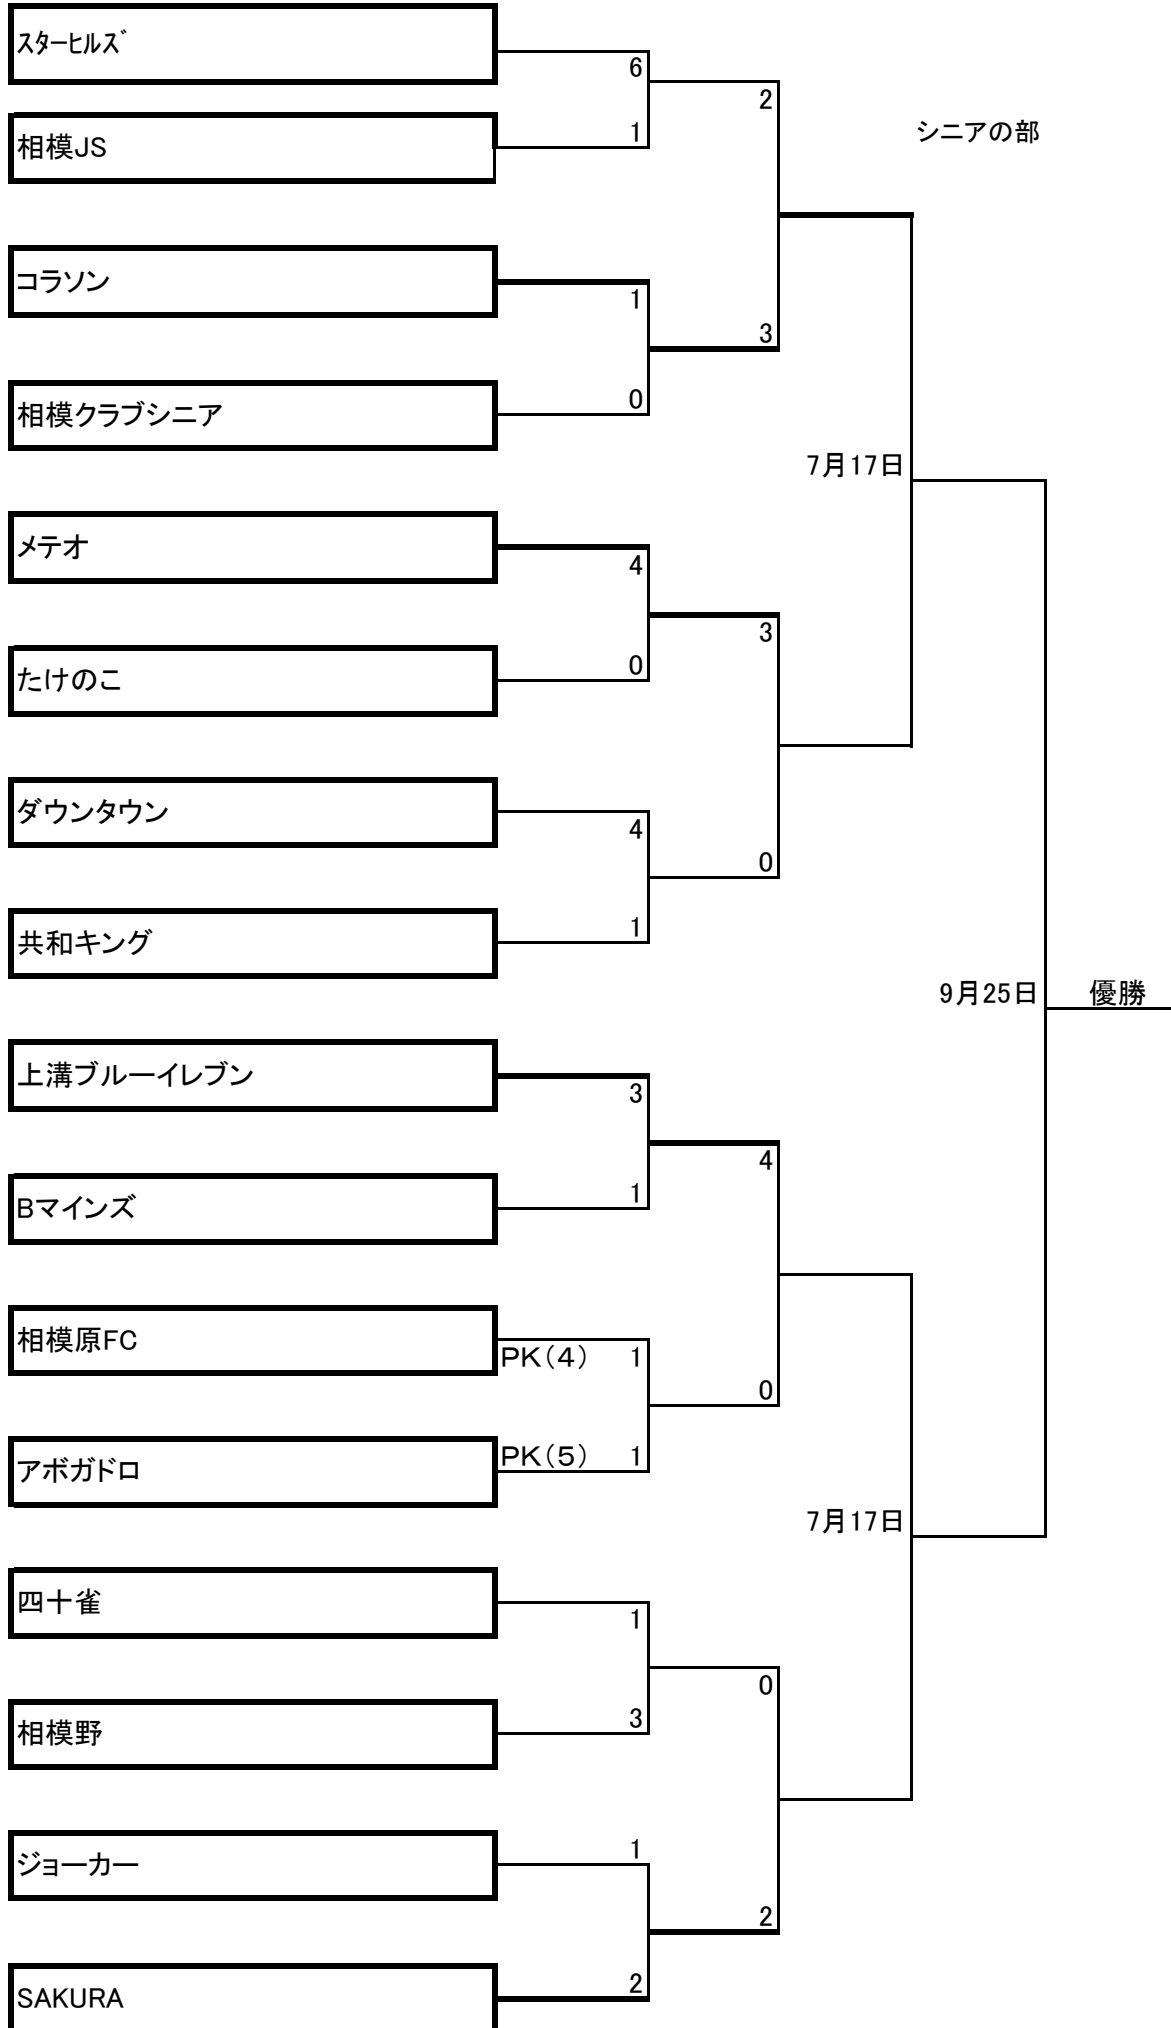 ｽﾀｰﾋﾙｽﾞ
6
2
相模JS
1
シニアの部
コラソン
1
3
相模クラブシニア
0
7月17日
メテオ
4
3
たけのこ
0
ダウンタウン
4
0
共和キング
1
9月25日
優勝
上溝ブルーイレブン
3
4
Bマインズ
1
相模原FC
PK(4)
1
0
アボガドロ
PK(5)
1
7月17日
四十雀
1
0
相模野
3
ジョーカー
1
2
SAKURA
2